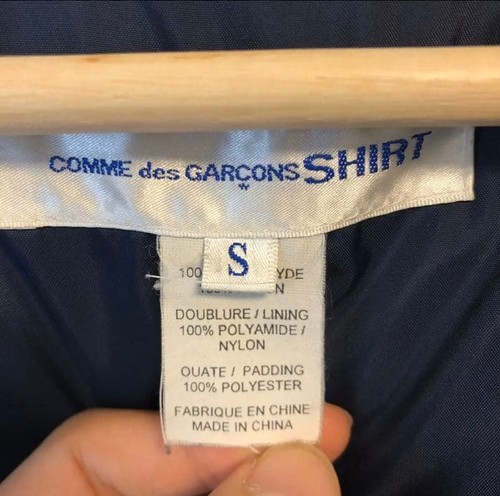 COMME des GARÇONS SHIRT
*
S
100
DOUBLURE / LINING
100% POLYAMIDE /
NYLON
OUATE / PADDING
100% POLYESTER
FABRIQUE EN CHINE
MADE IN CHINA